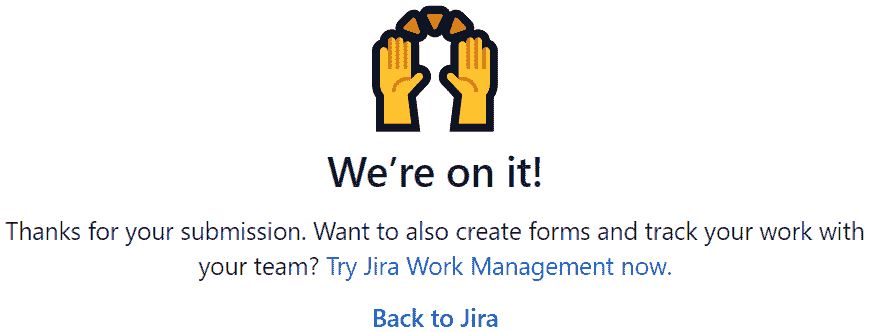 We're on it!
Thanks for your submission. Want to also create forms and track your work with
your team? Try Jira Work Management now.
Back to Jira